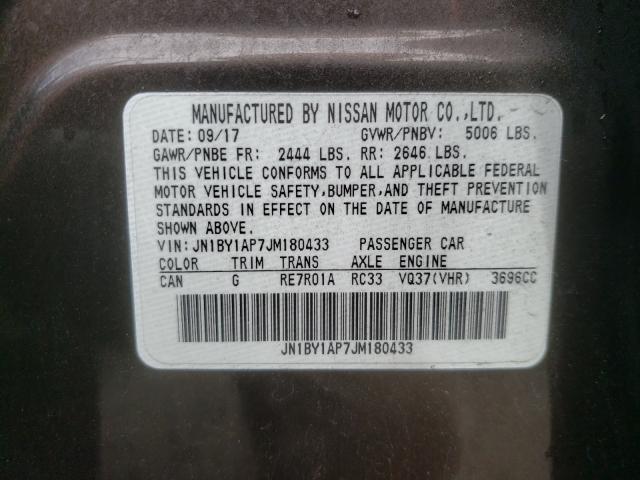 MANUFACTURED BY NISSAN MOTOR CO.,LTD.
DATE: 09/17 GVWR/PNBV: 5006 LBS.
GAWR/PNBE FR: 2444 LBS. RR: 2646 LBS.
THIS VEHICLE CONFORMS TO ALL APPLICABLE FEDERAL
MOTOR VEHICLE SAFETY,BUMPER,AND THEFT PREVENTION
STANDARDS IN EFFECT ON THE DATE OF MANUFACTURE
SHOWN ABOVE.
VIN: JN1BY1AP7JM180433 PASSENGER CAR
COLOR TRIM TRANS AXLE ENGINE
CAN G RE7R01A RC33 VQ37(VHR) 3696CC
JN1BY1AP7JM180433